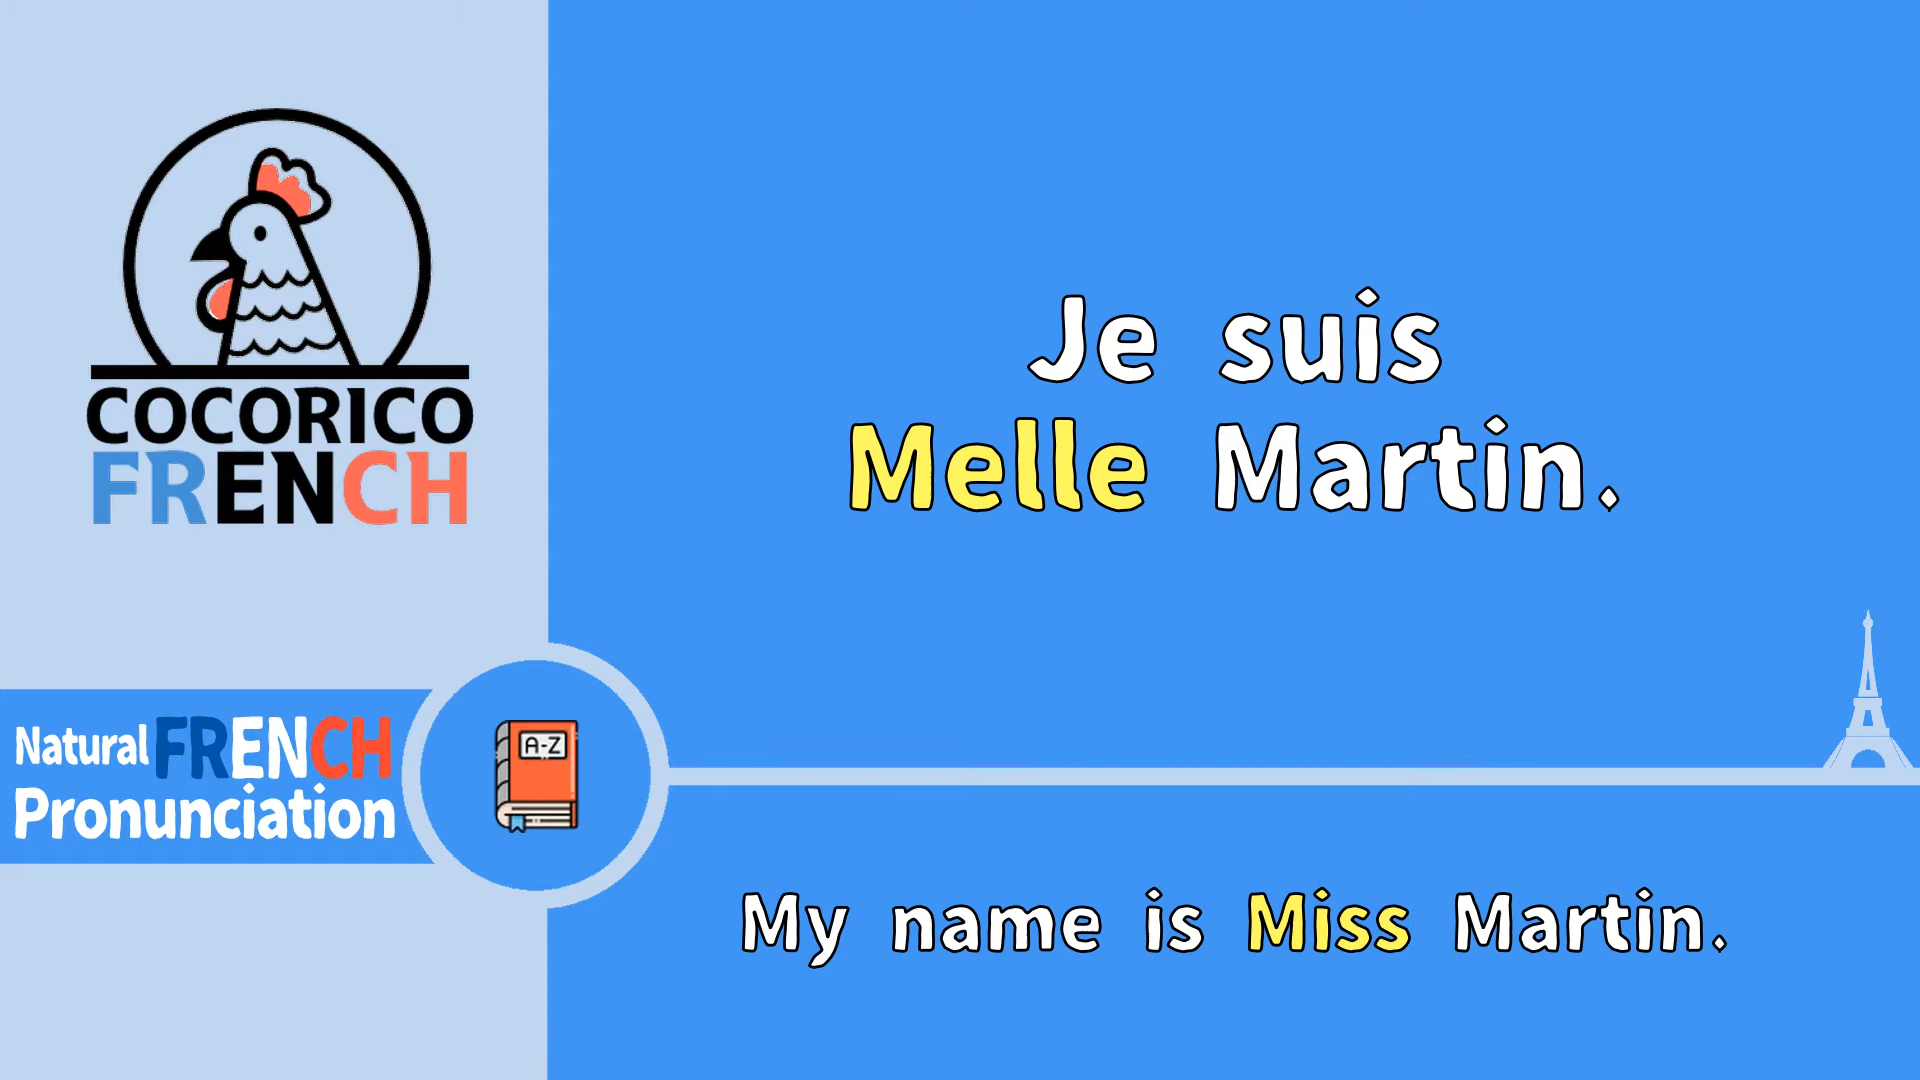 COCORICO
FRENCH
Je suis
Melle Martin.
Natural FRENCH
Pronunciation
A-Z
My name is Miss Martin.